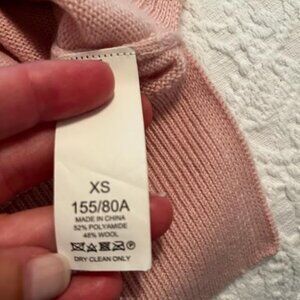 XS
155/80A
MADE IN CHINA
52% POLYAMIDE
48% WOOL
DRY CLEAN ONLY